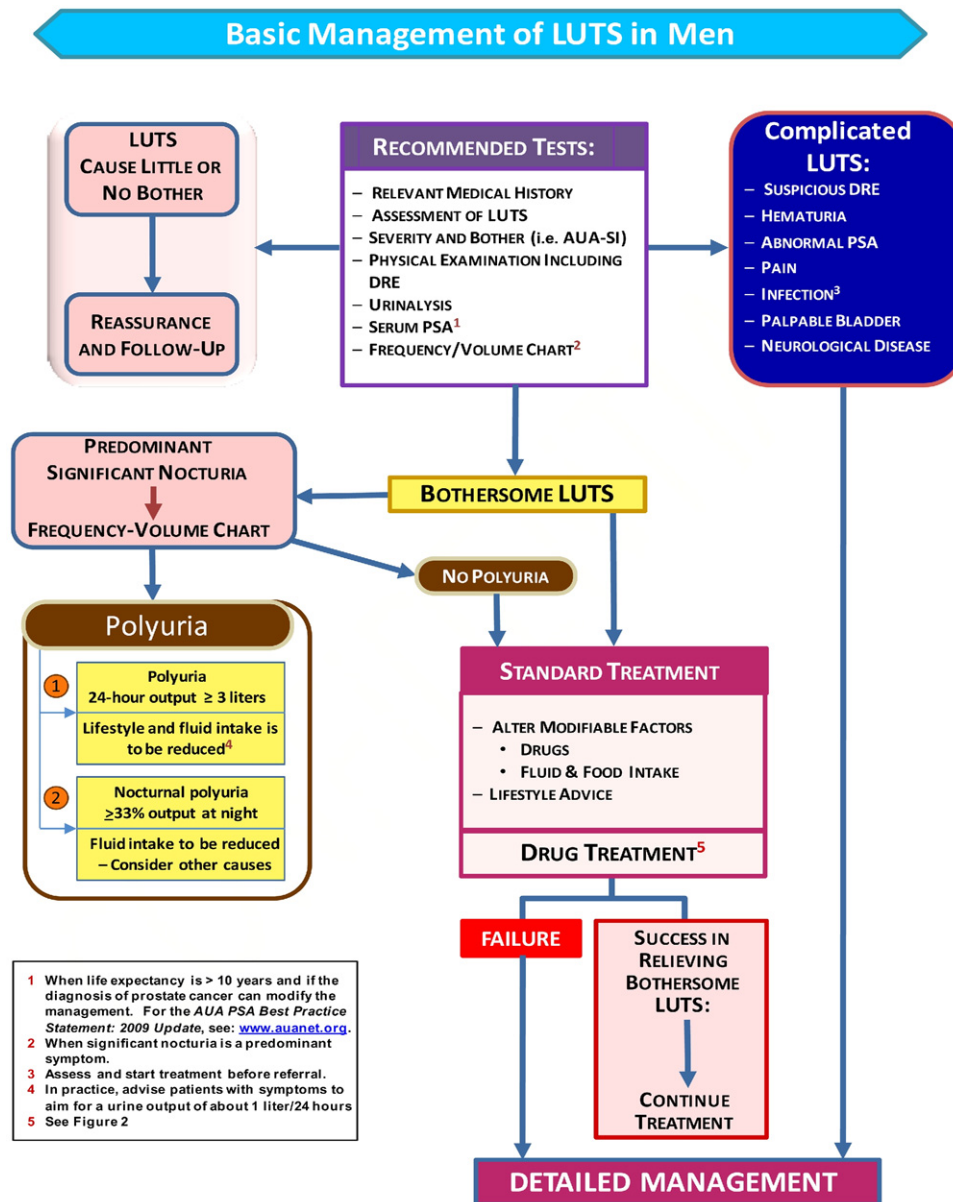 Basic Management of LUTS in Men
LUTS
CAUSE LITTLE OR
NO BOTHER
REASSURANCE
AND FOLLOW-UP
RECOMMENDED TESTS:
– RELEVANT MEDICAL HISTORY
– ASSESSMENT OF LUTS
– SEVERITY AND BOTHER (i.e. AUA-SI)
– PHYSICAL EXAMINATION INCLUDING
DRE
– URINALYSIS
– SERUM PSA1
– FREQUENCY/VOLUME CHART2
Complicated
LUTS:
– SUSPICIOUS DRE
– HEMATURIA
– ABNORMAL PSA
– PAIN
– INFECTION3
– PALPABLE BLADDER
– NEUROLOGICAL DISEASE
PREDOMINANT
SIGNIFICANT NOCTURIA
FREQUENCY-VOLUME CHART
BOTHERSOME LUTS
NO POLYURIA
Polyuria
1
Polyuria
24-hour output ≥ 3 liters
Lifestyle and fluid intake is
to be reduced4
2
Nocturnal polyuria
≥33% output at night
Fluid intake to be reduced
– Consider other causes
STANDARD TREATMENT
– ALTER MODIFIABLE FACTORS
• DRUGS
• FLUID & FOOD INTAKE
– LIFESTYLE ADVICE
DRUG TREATMENT5
FAILURE
SUCCESS IN
RELIEVING
BOTHERSOME
LUTS:
CONTINUE
TREATMENT
1 When life expectancy is > 10 years and if the
diagnosis of prostate cancer can modify the
management. For the AUA PSA Best Practice
Statement: 2009 Update, see: www.auanet.org.
2 When significant nocturia is a predominant
symptom.
3 Assess and start treatment before referral.
4 In practice, advise patients with symptoms to
aim for a urine output of about 1 liter/24 hours
5 See Figure 2
DETAILED MANAGEMENT